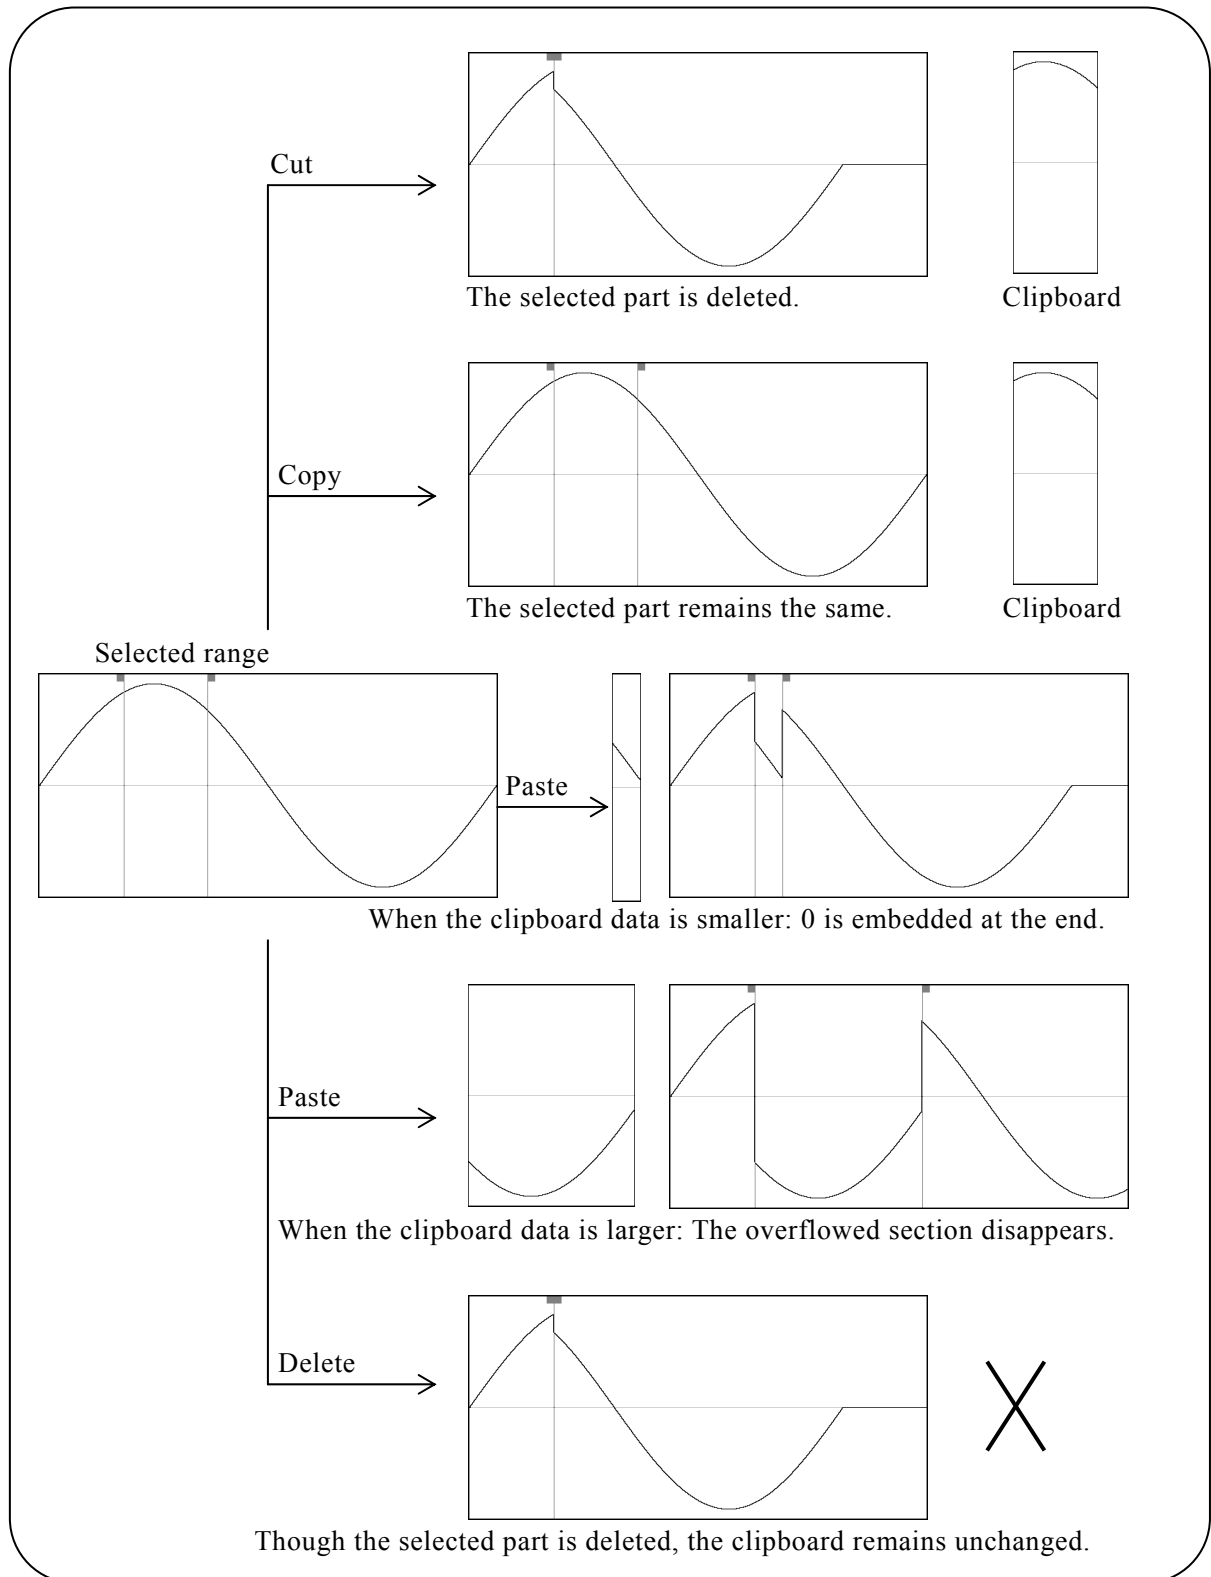 Cut
The selected part is deleted.
Clipboard
Copy
The selected part remains the same.
Clipboard
Selected range
Paste
When the clipboard data is smaller: 0 is embedded at the end.
Paste
When the clipboard data is larger: The overflowed section disappears.
Delete
Though the selected part is deleted, the clipboard remains unchanged.